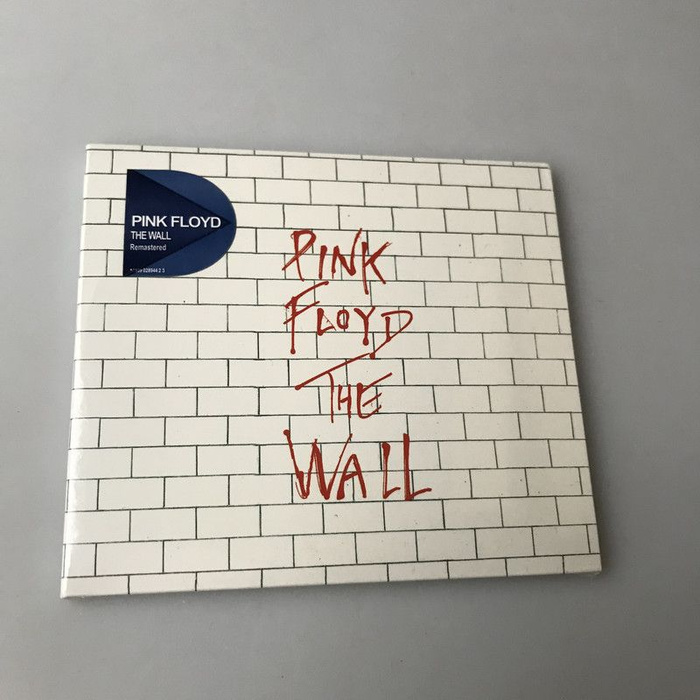 PINK FLOYD
THE WALL
Remastered
PINK
FLOYD
THE
WALL